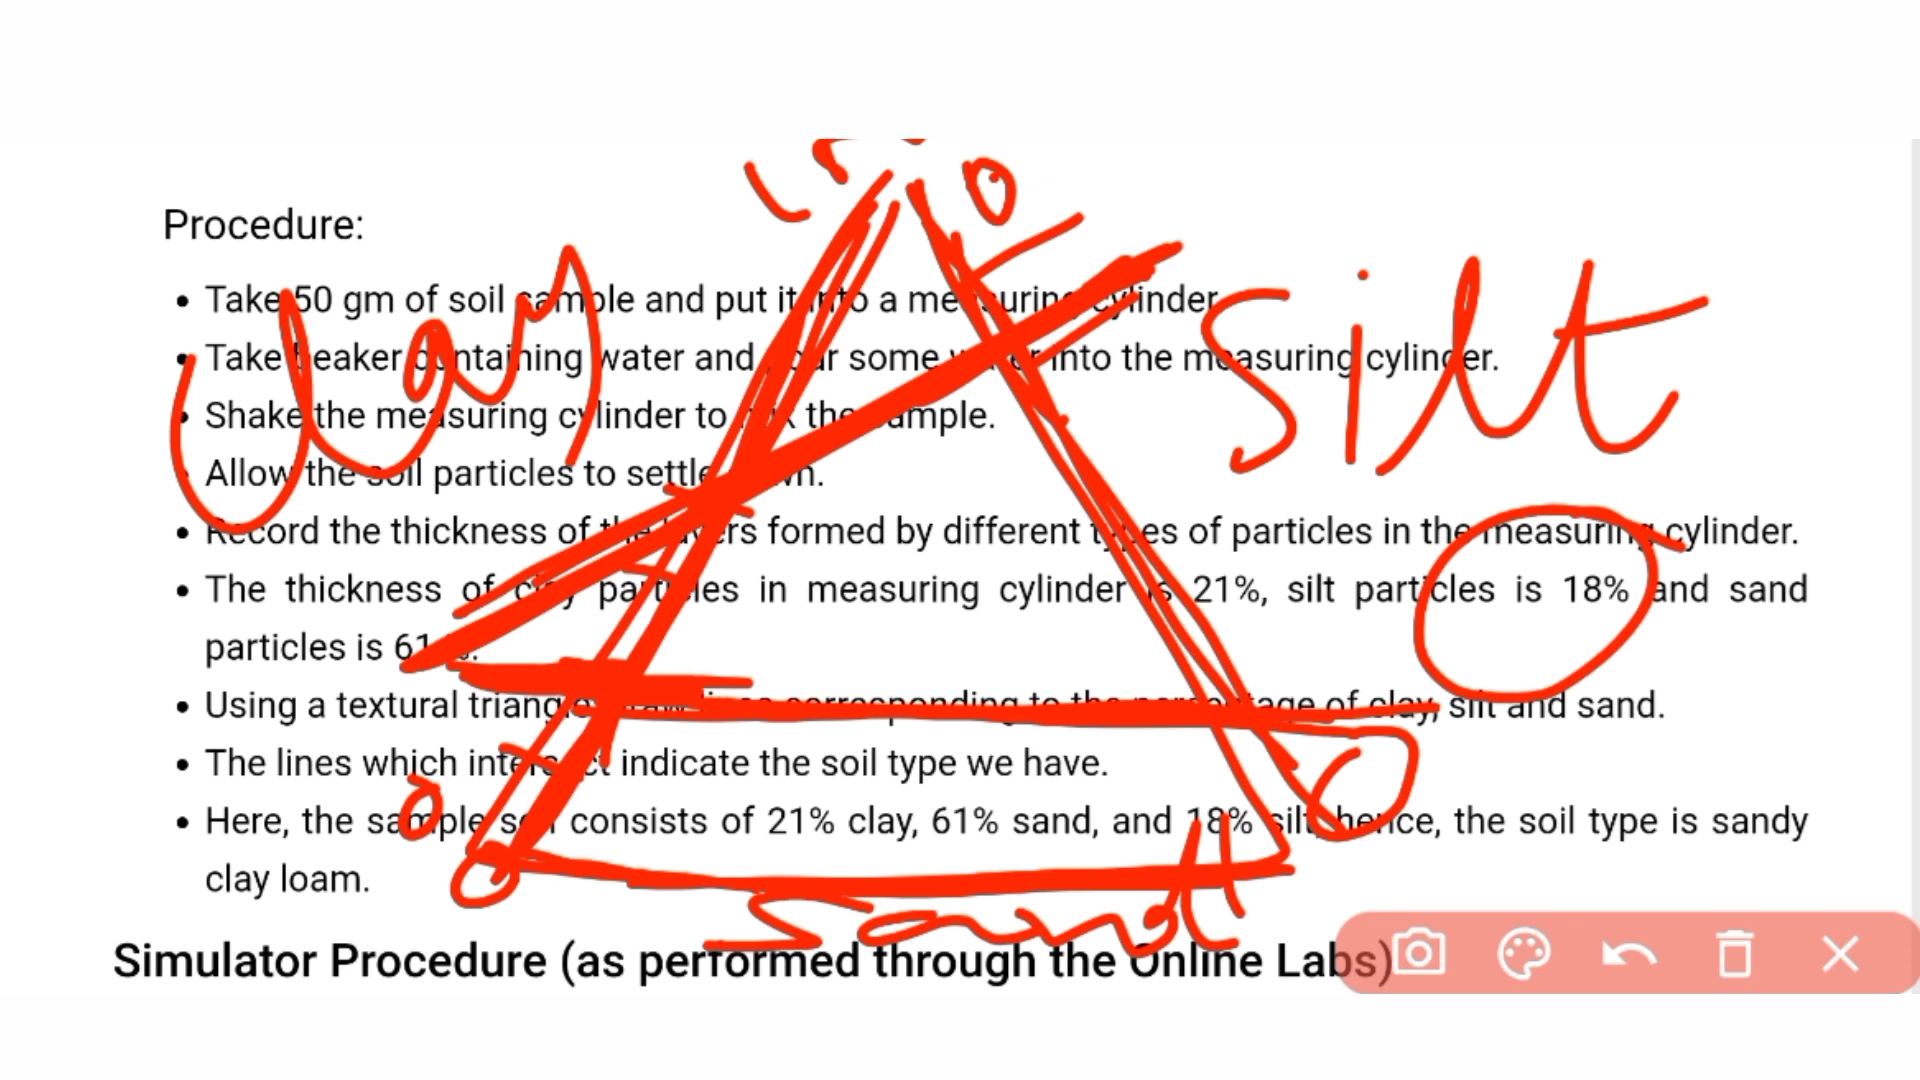 Procedure:
Clay
0
Silt
• Take 50 gm of soil sample and put it into a measuring cylinder.
• Take beaker containing water and pour some water into the measuring cylinder.
• Shake the measuring cylinder to mix the sample.
• Allow the soil particles to settle down.
• Record the thickness of the layers formed by different types of particles in the measuring cylinder.
• The thickness of clay particles in measuring cylinder is 21%, silt particles is 18% and sand
particles is 61%.
• Using a textural triangle, draw lines corresponding to the percentage of clay, silt and sand.
• The lines which intersect indicate the soil type we have.
0
• Here, the sample soil consists of 21% clay, 61% sand, and 18% silt, hence, the soil type is sandy
clay loam.
Sand
Simulator Procedure (as performed through the Online Labs)